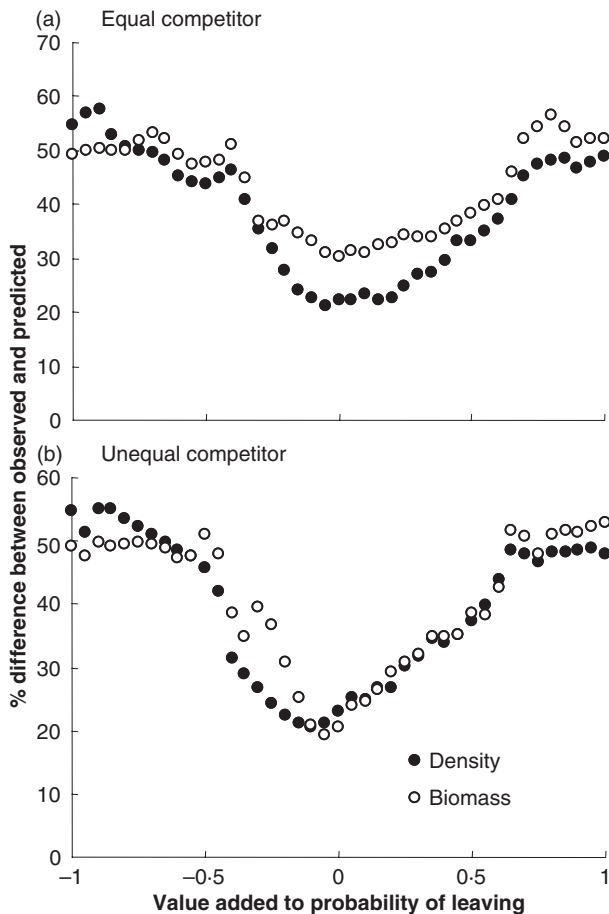 (a) Equal competitor
70
60
50
40
30
20
10
0
(b) Unequal competitor
60
50
40
30
20
10
0
% difference between observed and predicted
Density
Biomass
−1 −0·5 0 0·5 1
Value added to probability of leaving